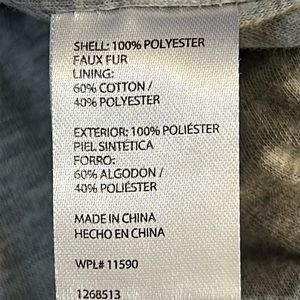 SHELL: 100% POLYESTER
FAUX FUR
LINING:
60% COTTON /
40% POLYESTER
EXTERIOR: 100% POLIÉSTER
PIEL SINTÉTICA
FORRO:
60% ALGODON /
40% POLIÉSTER
MADE IN CHINA
HECHO EN CHINA
WPL# 11590
1268513